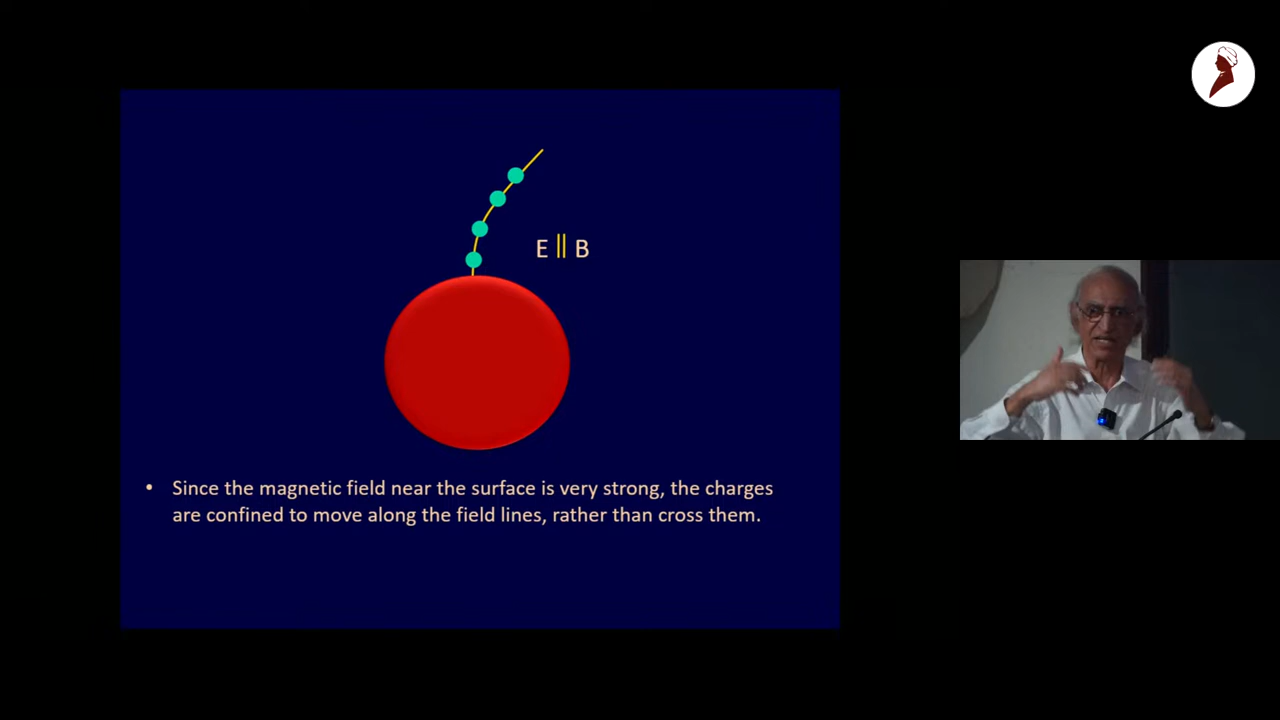 E || B
• Since the magnetic field near the surface is very strong, the charges
are confined to move along the field lines, rather than cross them.